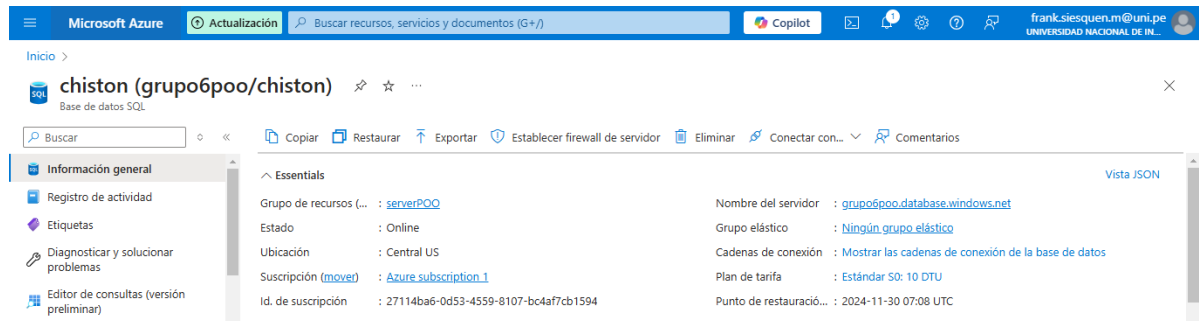 Microsoft Azure
Actualización
Buscar recursos, servicios y documentos (G+/)
Copilot
1
frank.siesquen.m@uni.pe
UNIVERSIDAD NACIONAL DE IN...
Inicio >
chiston (grupo6poo/chiston)
SQL
Base de datos SQL
Buscar
Copiar
Restaurar
Exportar
Establecer firewall de servidor
Eliminar
Conectar con...
Comentarios
Información general
Registro de actividad
Etiquetas
Diagnosticar y solucionar
problemas
Editor de consultas (versión
preliminar)
Essentials
Vista JSON
Grupo de recursos (... : serverPOO
Estado : Online
Ubicación : Central US
Suscripción (mover) : Azure subscription 1
Id. de suscripción : 27114ba6-0d53-4559-8107-bc4af7cb1594
Nombre del servidor : grupo6poo.database.windows.net
Grupo elástico : Ningún grupo elástico
Cadenas de conexión : Mostrar las cadenas de conexión de la base de datos
Plan de tarifa : Estándar S0: 10 DTU
Punto de restauració... : 2024-11-30 07:08 UTC